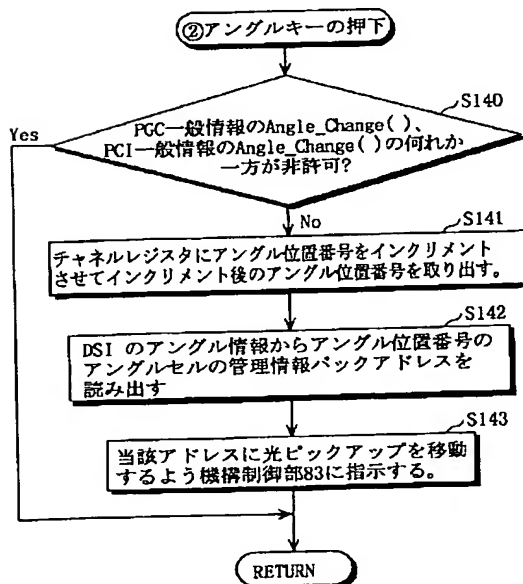 ②アングルキーの押下
S140
Yes
PGC一般情報のAngle_Change( )、
PCI一般情報のAngle_Change( )の何れか
一方が非許可?
No
S141
チャネルレジスタにアングル位置番号をインクリメント
させてインクリメント後のアングル位置番号を取り出す。
S142
DSI のアングル情報からアングル位置番号の
アングルセルの管理情報パックアドレスを
読み出す
S143
当該アドレスに光ピックアップを移動
するよう機構制御部83に指示する。
RETURN